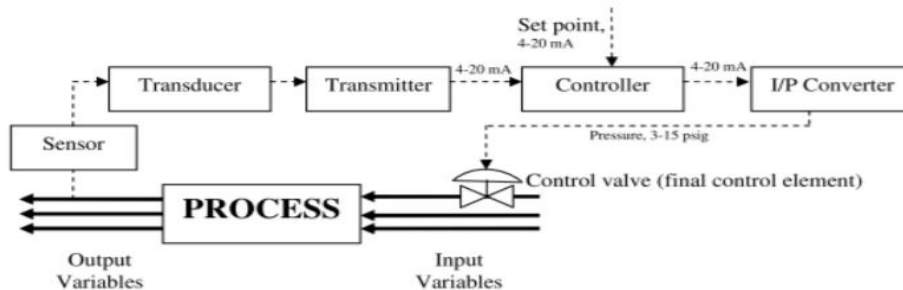 Set point,
4-20 mA
Transducer
Transmitter
4-20 mA
Controller
4-20 mA
I/P Converter
Pressure, 3-15 psig
Sensor
Control valve (final control element)
PROCESS
Output
Variables
Input
Variables